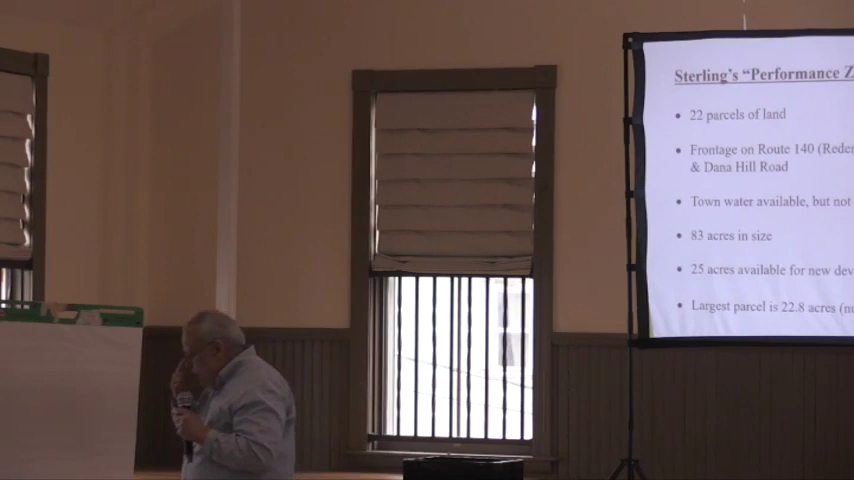 Sterling's "Performance Z
• 22 parcels of land
• Frontage on Route 140 (Reder
& Dana Hill Road
• Town water available, but not
• 83 acres in size
• 25 acres available for new dev
• Largest parcel is 22.8 acres (nu